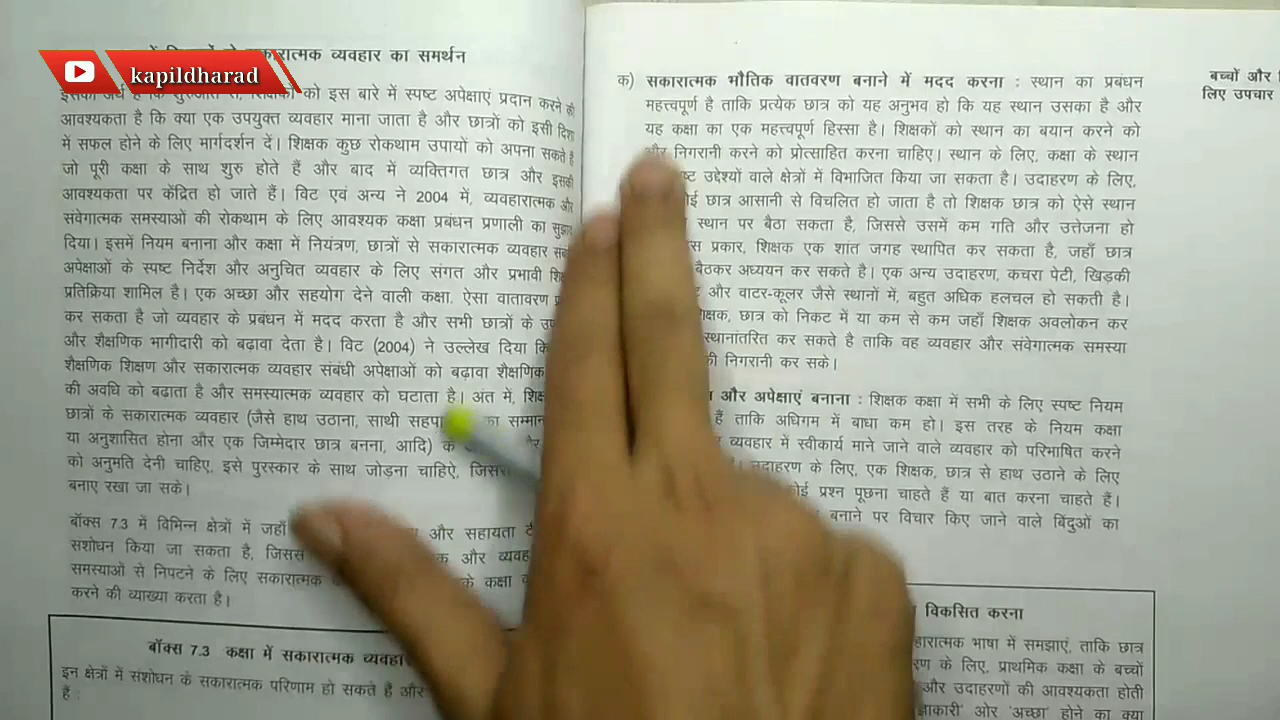 kapildharad
सकारात्मक व्यवहार का समर्थन
को इस बारे में स्पष्ट अपेक्षाएं प्रदान करने की
आवश्यकता है कि क्या एक उपयुक्त व्यवहार माना जाता है और छात्रों को इसी दिशा
में सफल होने के लिए मार्गदर्शन दें। शिक्षक कुछ रोकथाम उपायों को अपना सकते है
जो पूरी कक्षा के साथ शुरु होते हैं और बाद में व्यक्तिगत छात्र और इसकी
आवश्यकता पर केंद्रित हो जाते हैं। विट एवं अन्य ने 2004 में, व्यवहारात्मक और
संवेगात्मक समस्याओं की रोकथाम के लिए आवश्यक कक्षा प्रबंधन प्रणाली का सुझाव
दिया। इसमें नियम बनाना और कक्षा में नियंत्रण, छात्रों से सकारात्मक व्यवहार
अपेक्षाओं के स्पष्ट निर्देश और अनुचित व्यवहार के लिए संगत और प्रभावी
प्रतिक्रिया शामिल है। एक अच्छा और सहयोग देने वाली कक्षा, ऐसा वातावरण
कर सकता है जो व्यवहार के प्रबंधन में मदद करता है और सभी छात्रों के
और शैक्षणिक भागीदारी को बढ़ावा देता है। विट (2004) ने उल्लेख दिया कि
शैक्षणिक शिक्षण और सकारात्मक व्यवहार संबंधी अपेक्षाओं को बढ़ावा शैक्षणिक
की अवधि को बढाता है और समस्यात्मक व्यवहार को घटाता है। अंत में,
छात्रों के सकारात्मक व्यवहार (जैसे हाथ उठाना, साथी का सम्मान
या अनुशासित होना और एक जिम्मेदार छात्र बनना, आदि) के
को अनुमति देनी चाहिए, इसे पुरस्कार के साथ जोड़ना चाहिऐ,
बनाए रखा जा सके।
बॉक्स 7.3 में विभिन्न क्षेत्रों में जहाँ और सहायता
संशोधन किया जा सकता है, और
समस्याओं से निपटने के लिए सकारात्मक के कक्षा
करने की व्याख्या करता है।
बॉक्स 7.3 कक्षा में सकारात्मक
इन क्षेत्रों में संशोधन के सकारात्मक परिणाम हो सकते हैं और
हैं :
क) सकारात्मक भौतिक वातवरण बनाने में मदद करना : स्थान का प्रबंधन
महत्त्वपूर्ण है ताकि प्रत्येक छात्र को यह अनुभव हो कि यह स्थान उसका है और
यह कक्षा का एक महत्त्वपूर्ण हिस्सा है। शिक्षकों को स्थान का बयान करने को
और निगरानी करने को प्रोत्साहित करना चाहिए। स्थान के लिए, कक्षा के स्थान
उद्देश्यों वाले क्षेत्रों में विभाजित किया जा सकता है। उदाहरण के लिए,
छात्र आसानी से विचलित हो जाता है तो शिक्षक छात्र को ऐसे स्थान
स्थान पर बैठा सकता है, जिससे उसमें कम गति और उत्तेजना हो
प्रकार, शिक्षक एक शांत जगह स्थापित कर सकता है, जहाँ छात्र
बैठकर अध्ययन कर सकते है। एक अन्य उदाहरण, कचरा पेटी, खिड़की
और वाटर-कूलर जैसे स्थानों में, बहुत अधिक हलचल हो सकती है।
छात्र को निकट में या कम से कम जहाँ शिक्षक अवलोकन कर
स्थानांतरित कर सकते है ताकि वह व्यवहार और संवेगात्मक समस्या
की निगरानी कर सके।
और अपेक्षाएं बनाना : शिक्षक कक्षा में सभी के लिए स्पष्ट नियम
हैं ताकि अधिगम में बाधा कम हो। इस तरह के नियम कक्षा
व्यवहार में स्वीकार्य माने जाने वाले व्यवहार को परिभाषित करने
उदाहरण के लिए, एक शिक्षक, छात्र से हाथ उठाने के लिए
कोई प्रश्न पूछना चाहते हैं या बात करना चाहते हैं।
बनाने पर विचार किए जाने वाले बिंदुओं का
विकसित करना
भाषा में समझाएं, ताकि छात्र
के लिए, प्राथमिक कक्षा के बच्चों
और उदाहरणों की आवश्यकता होती
ओर 'अच्छा' होने का क्या
बच्चों और
लिए उपचार